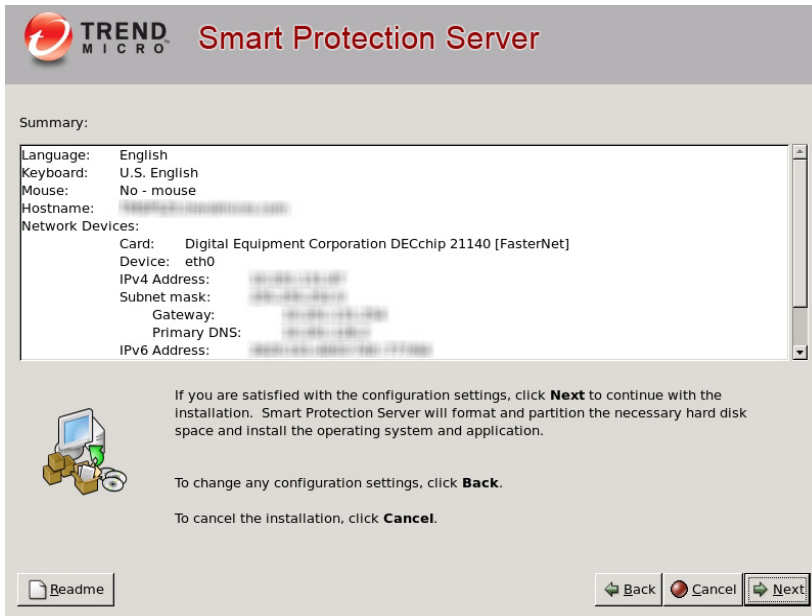 TREND
MICRO™
Smart Protection Server
Summary:
Language: English
Keyboard: U.S. English
Mouse: No - mouse
Hostname:
Network Devices:
Card: Digital Equipment Corporation DECchip 21140 [FasterNet]
Device: eth0
IPv4 Address:
Subnet mask:
Gateway:
Primary DNS:
IPv6 Address:
If you are satisfied with the configuration settings, click Next to continue with the
installation. Smart Protection Server will format and partition the necessary hard disk
space and install the operating system and application.
To change any configuration settings, click Back.
To cancel the installation, click Cancel.
Readme
Back
Cancel
Next